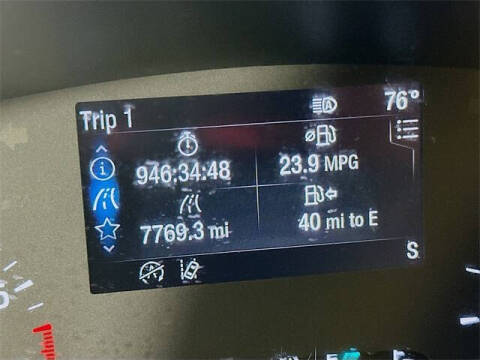 Trip 1
76°
946:34:48
23.9 MPG
7769.3 mi
40 mi to E
S